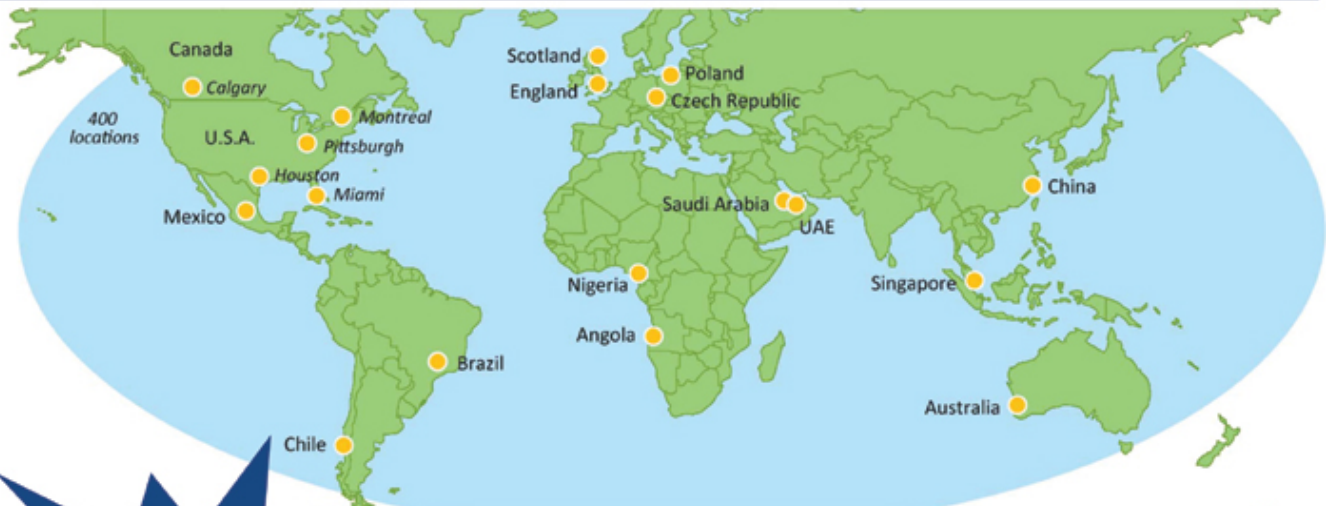 Canada
Calgary
400
locations
Montreal
U.S.A.
Pittsburgh
Houston
Miami
Mexico
Scotland
Poland
England
Czech Republic
Saudi Arabia
UAE
China
Nigeria
Singapore
Angola
Brazil
Australia
Chile